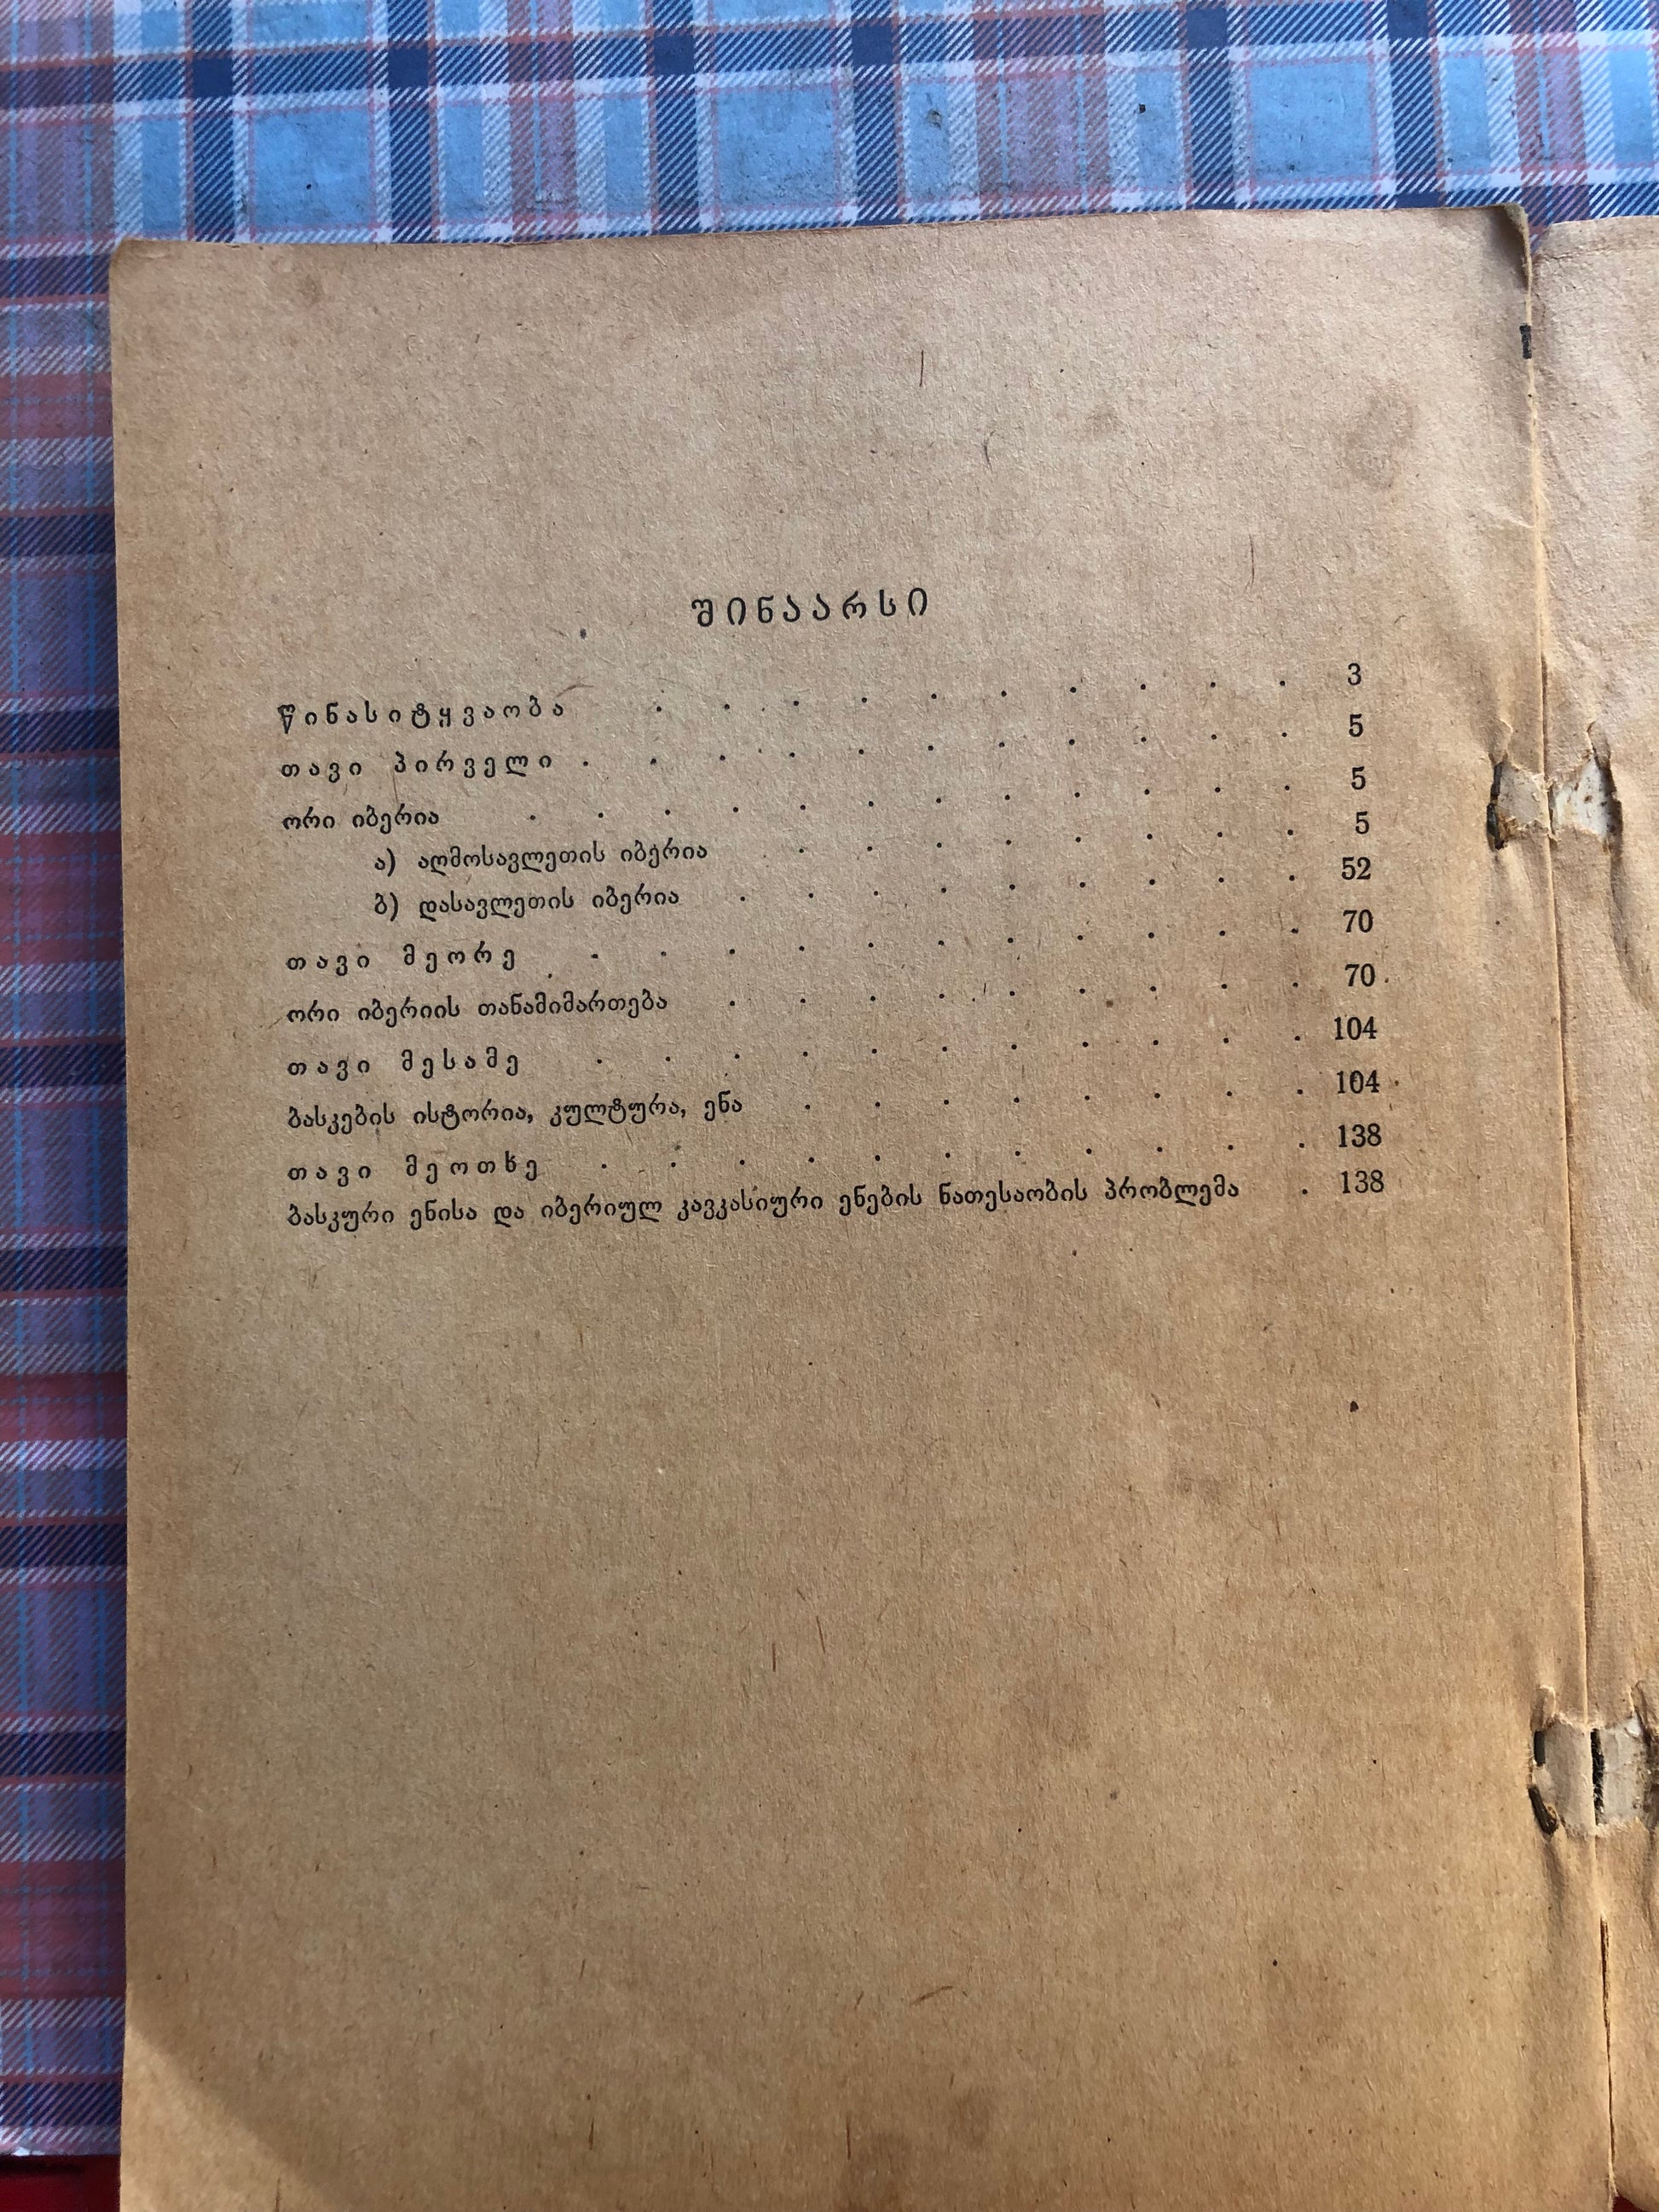 შინაარსი
წინასიტყვაობა . . . . . . . . . . 3
თავი პირველი . . . . . . . . . . . 5
ორი იბერია . . . . . . . . . . . . 5
ა) აღმოსავლეთის იბერია . . . . . . . . 5
ბ) დასავლეთის იბერია . . . . . . . . . 52
თავი მეორე . . . . . . . . . . . 70
ორი იბერიის თანამიმართება . . . . . . . . . 70
თავი მესამე . . . . . . . . . . . 104
ბასკების ისტორია, კულტურა, ენა . . . . . . . . 104
თავი მეოთხე . . . . . . . . . . . 138
ბასკური ენისა და იბერიულ კავკასიური ენების ნათესაობის პრობლემა . 138